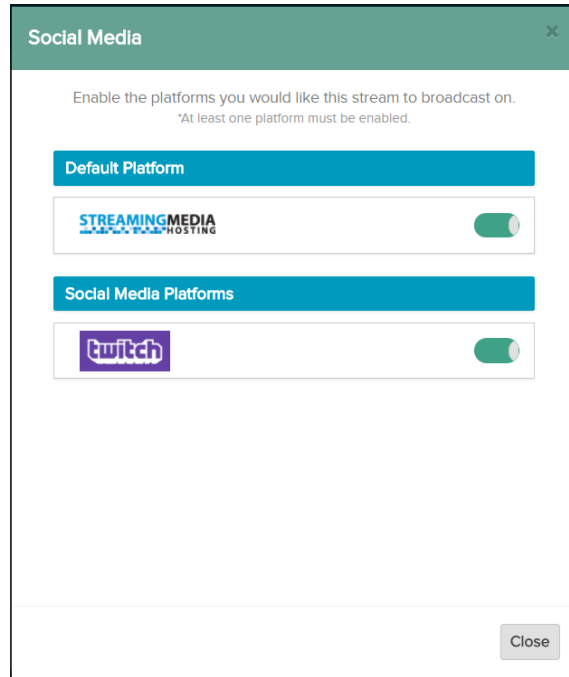 Social Media
×
Enable the platforms you would like this stream to broadcast on.
*At least one platform must be enabled.
Default Platform
STREAMINGMEDIA
HOSTING
Social Media Platforms
twitch
Close